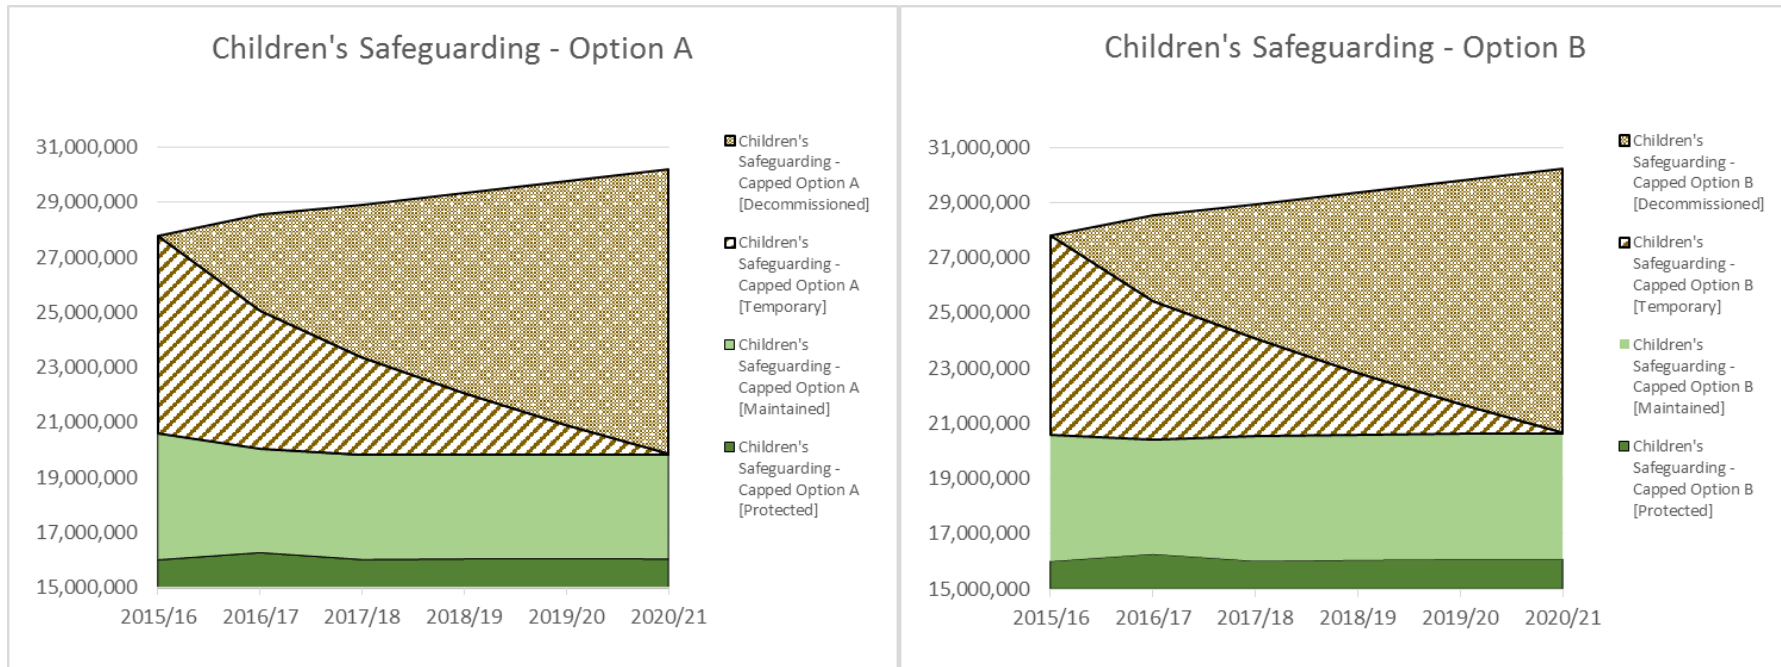 Children's Safeguarding - Option A
31,000,000
29,000,000
27,000,000
25,000,000
23,000,000
21,000,000
19,000,000
17,000,000
15,000,000
2015/16 2016/17 2017/18 2018/19 2019/20 2020/21
Children's
Safeguarding -
Capped Option A
[Decommissioned]
Children's
Safeguarding -
Capped Option A
[Temporary]
Children's
Safeguarding -
Capped Option A
[Maintained]
Children's
Safeguarding -
Capped Option A
[Protected]
Children's Safeguarding - Option B
31,000,000
29,000,000
27,000,000
25,000,000
23,000,000
21,000,000
19,000,000
17,000,000
15,000,000
2015/16 2016/17 2017/18 2018/19 2019/20 2020/21
Children's
Safeguarding -
Capped Option B
[Decommissioned]
Children's
Safeguarding -
Capped Option B
[Temporary]
Children's
Safeguarding -
Capped Option B
[Maintained]
Children's
Safeguarding -
Capped Option B
[Protected]